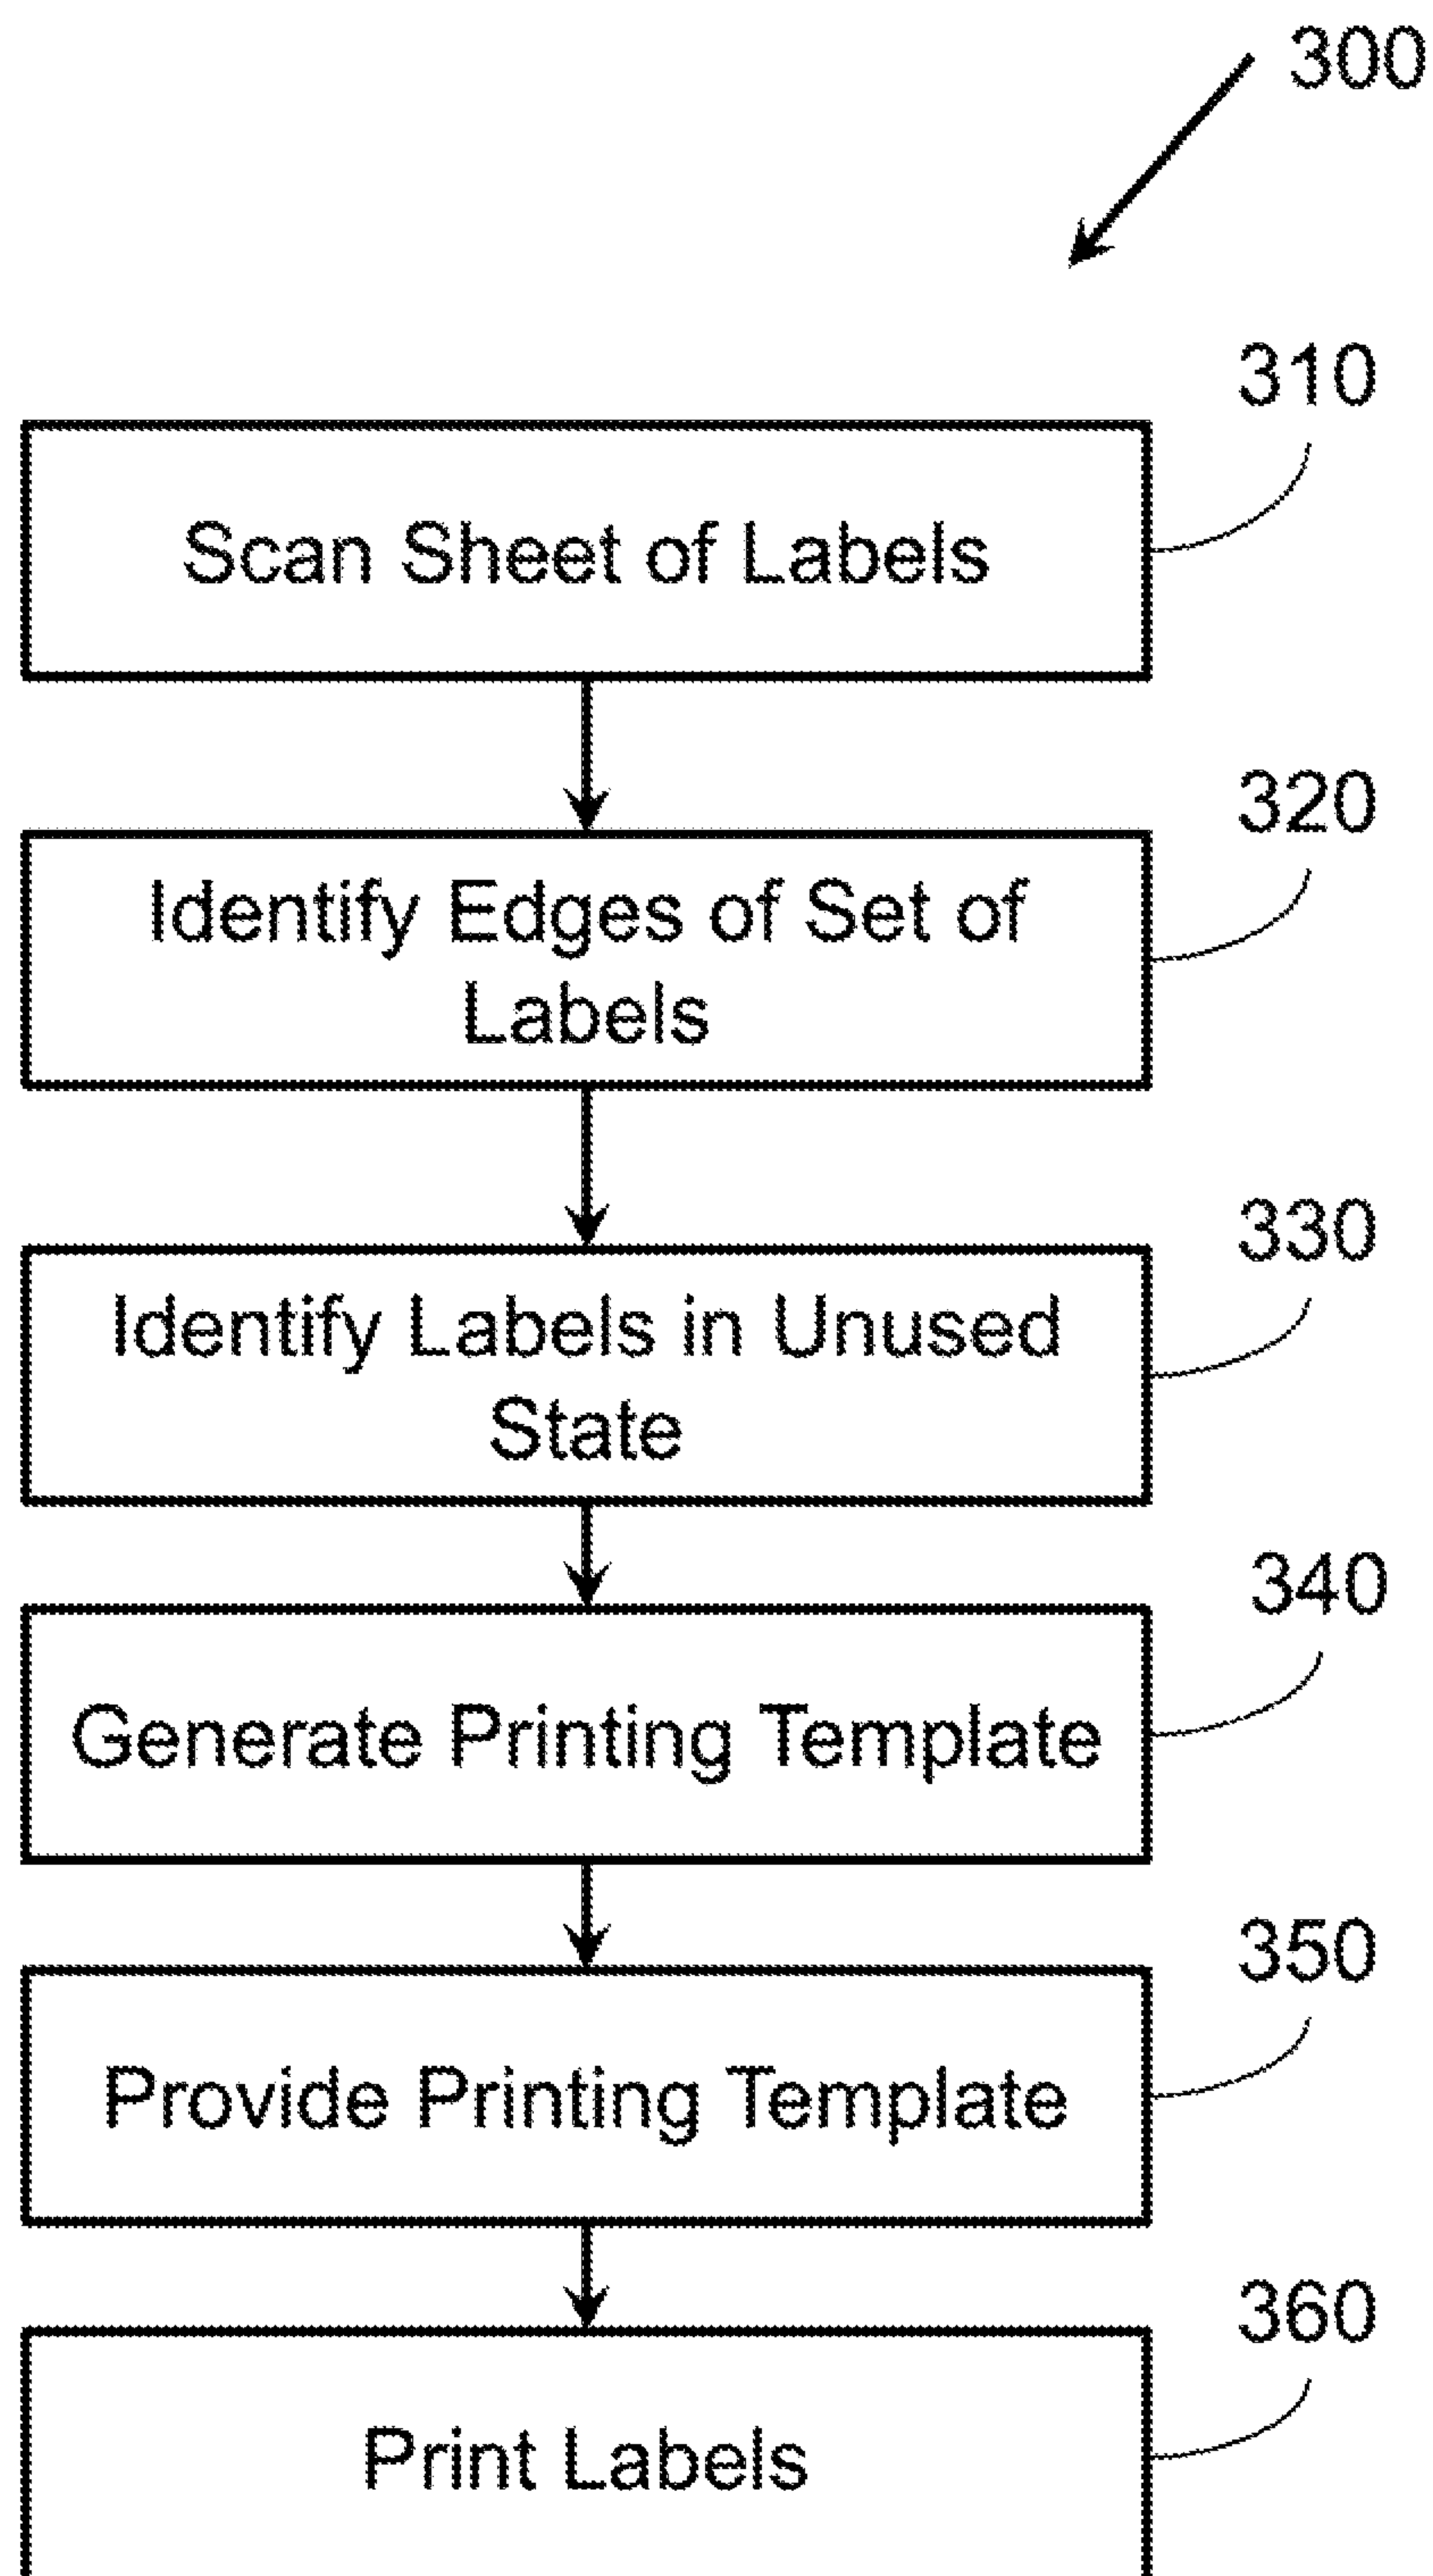 300
310
Scan Sheet of Labels
320
Identify Edges of Set of
Labels
330
Identify Labels in Unused
State
340
Generate Printing Template
350
Provide Printing Template
360
Print Labels